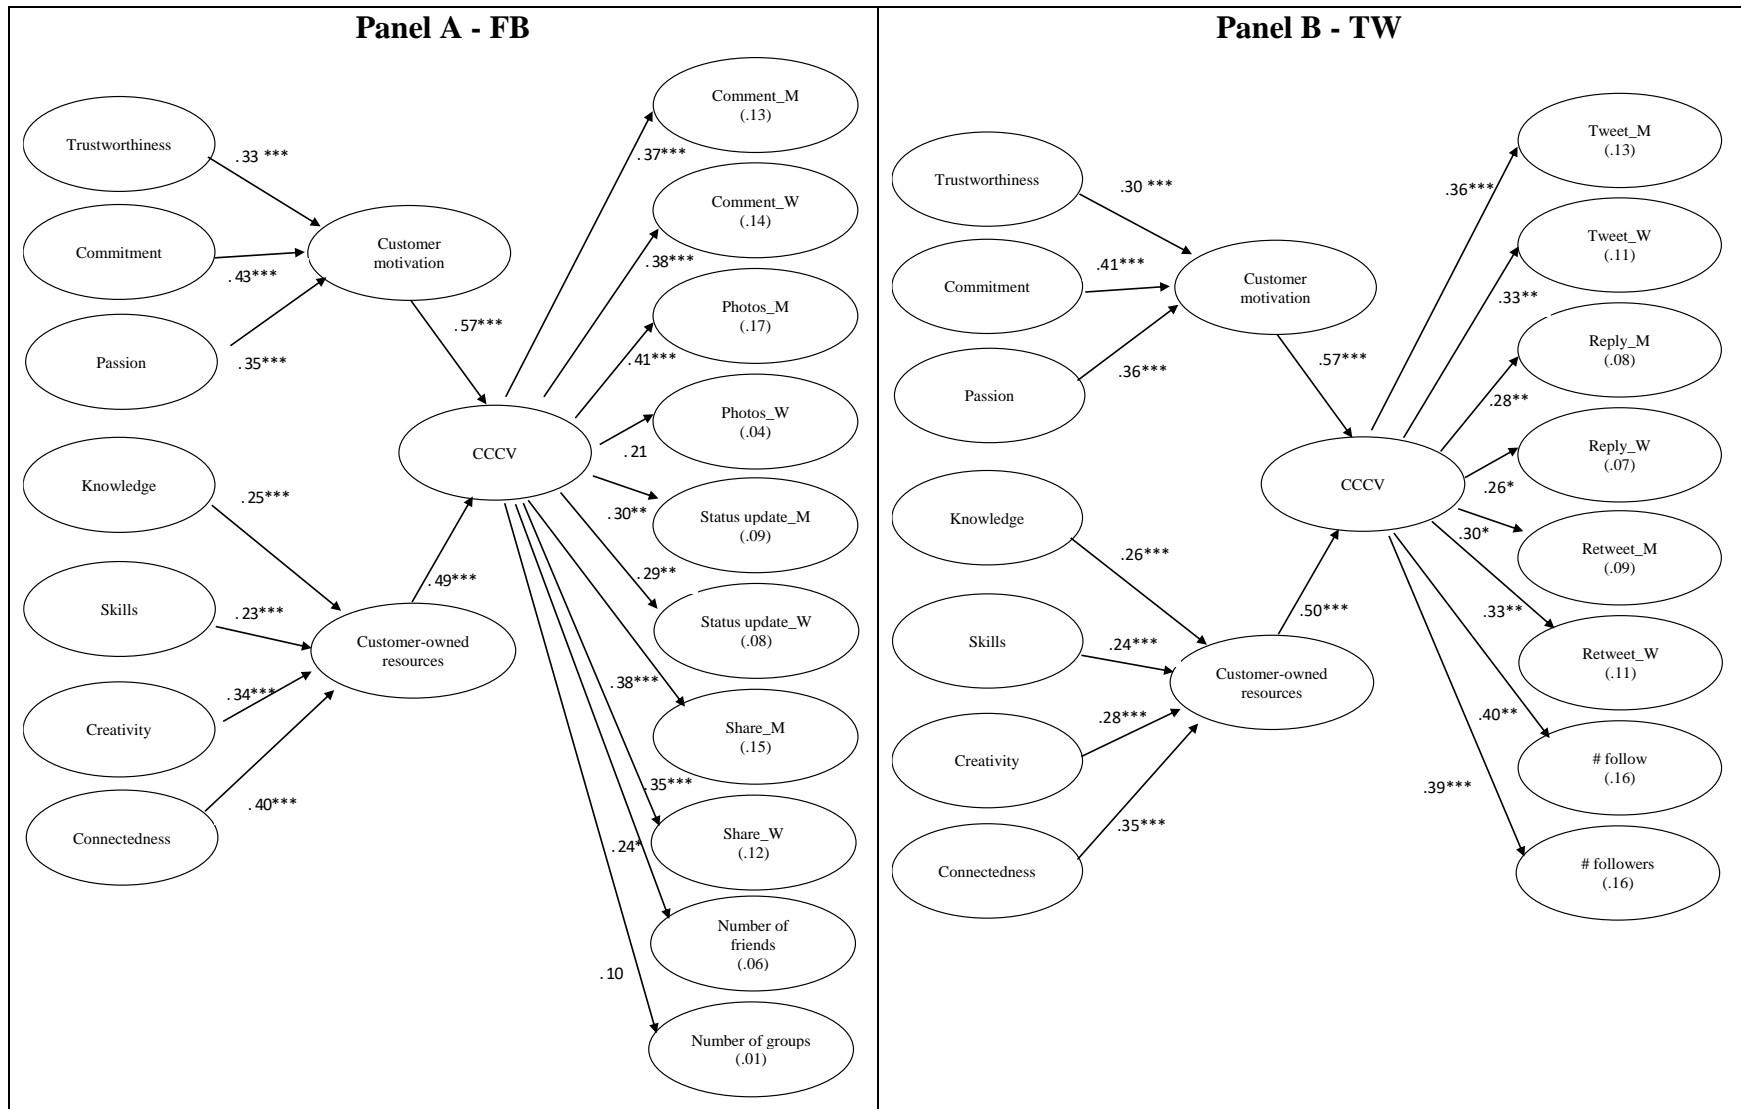 Panel A - FB
Trustworthiness
Commitment
Passion
Knowledge
Skills
Creativity
Connectedness
.33 ***
.43***
.35***
.25***
.23***
.34***
.40***
Customer
motivation
Customer-owned
resources
.57***
.49***
CCCV
.37***
.38***
.41***
.21
.30**
.29**
.38***
.35***
.24*
.10
Comment_M
(.13)
Comment_W
(.14)
Photos_M
(.17)
Photos_W
(.04)
Status update_M
(.09)
Status update_W
(.08)
Share_M
(.15)
Share_W
(.12)
Number of
friends
(.06)
Number of groups
(.01)
Panel B - TW
Trustworthiness
Commitment
Passion
Knowledge
Skills
Creativity
Connectedness
.30 ***
.41***
.36***
.26***
.24***
.28***
.35***
Customer
motivation
Customer-owned
resources
.57***
.50***
CCCV
.36***
.33**
.28**
.26*
.30*
.33**
.40**
.39***
Tweet_M
(.13)
Tweet_W
(.11)
Reply_M
(.08)
Reply_W
(.07)
Retweet_M
(.09)
Retweet_W
(.11)
# follow
(.16)
# followers
(.16)